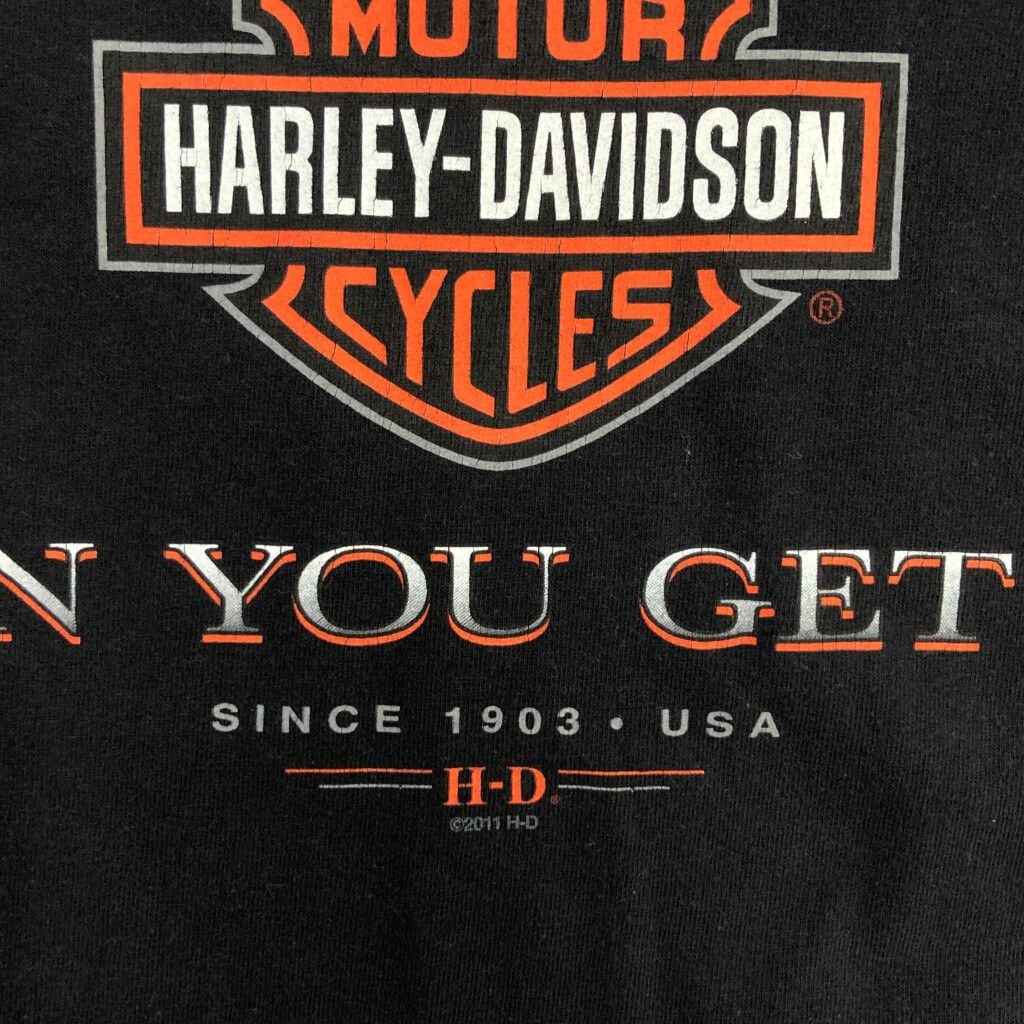 MOTOR
HARLEY-DAVIDSON
CYCLES
®
N YOU GET
SINCE 1903 • USA
H-D®
©2011 H-D